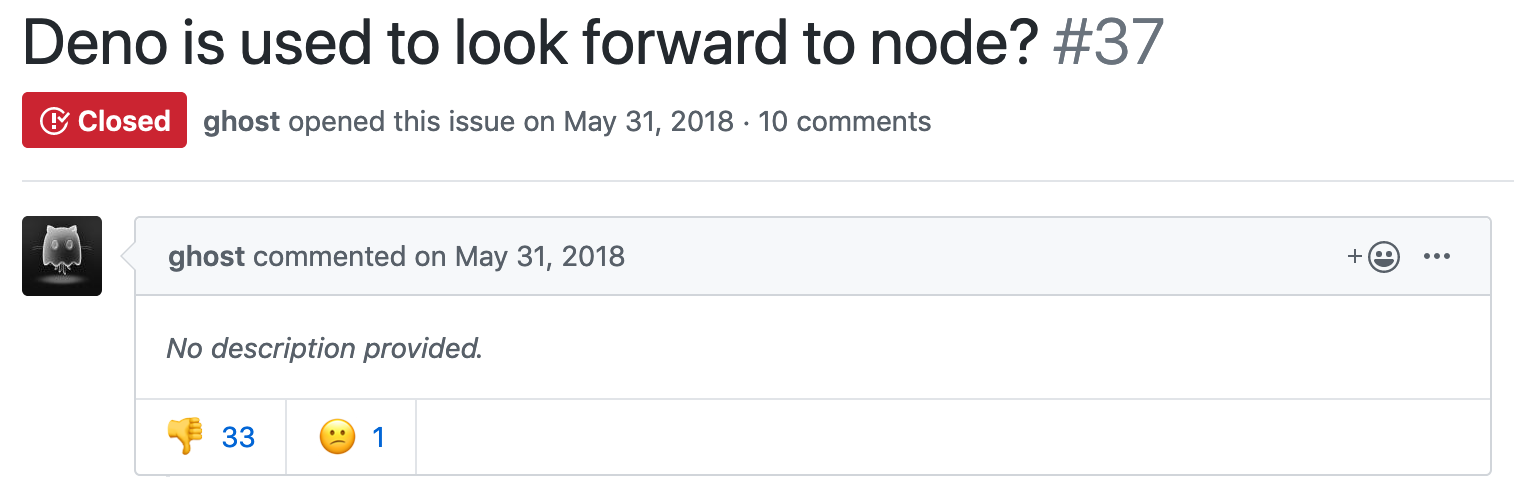 Deno is used to look forward to node? #37
Closed ghost opened this issue on May 31, 2018 · 10 comments
ghost commented on May 31, 2018
No description provided.
33 1